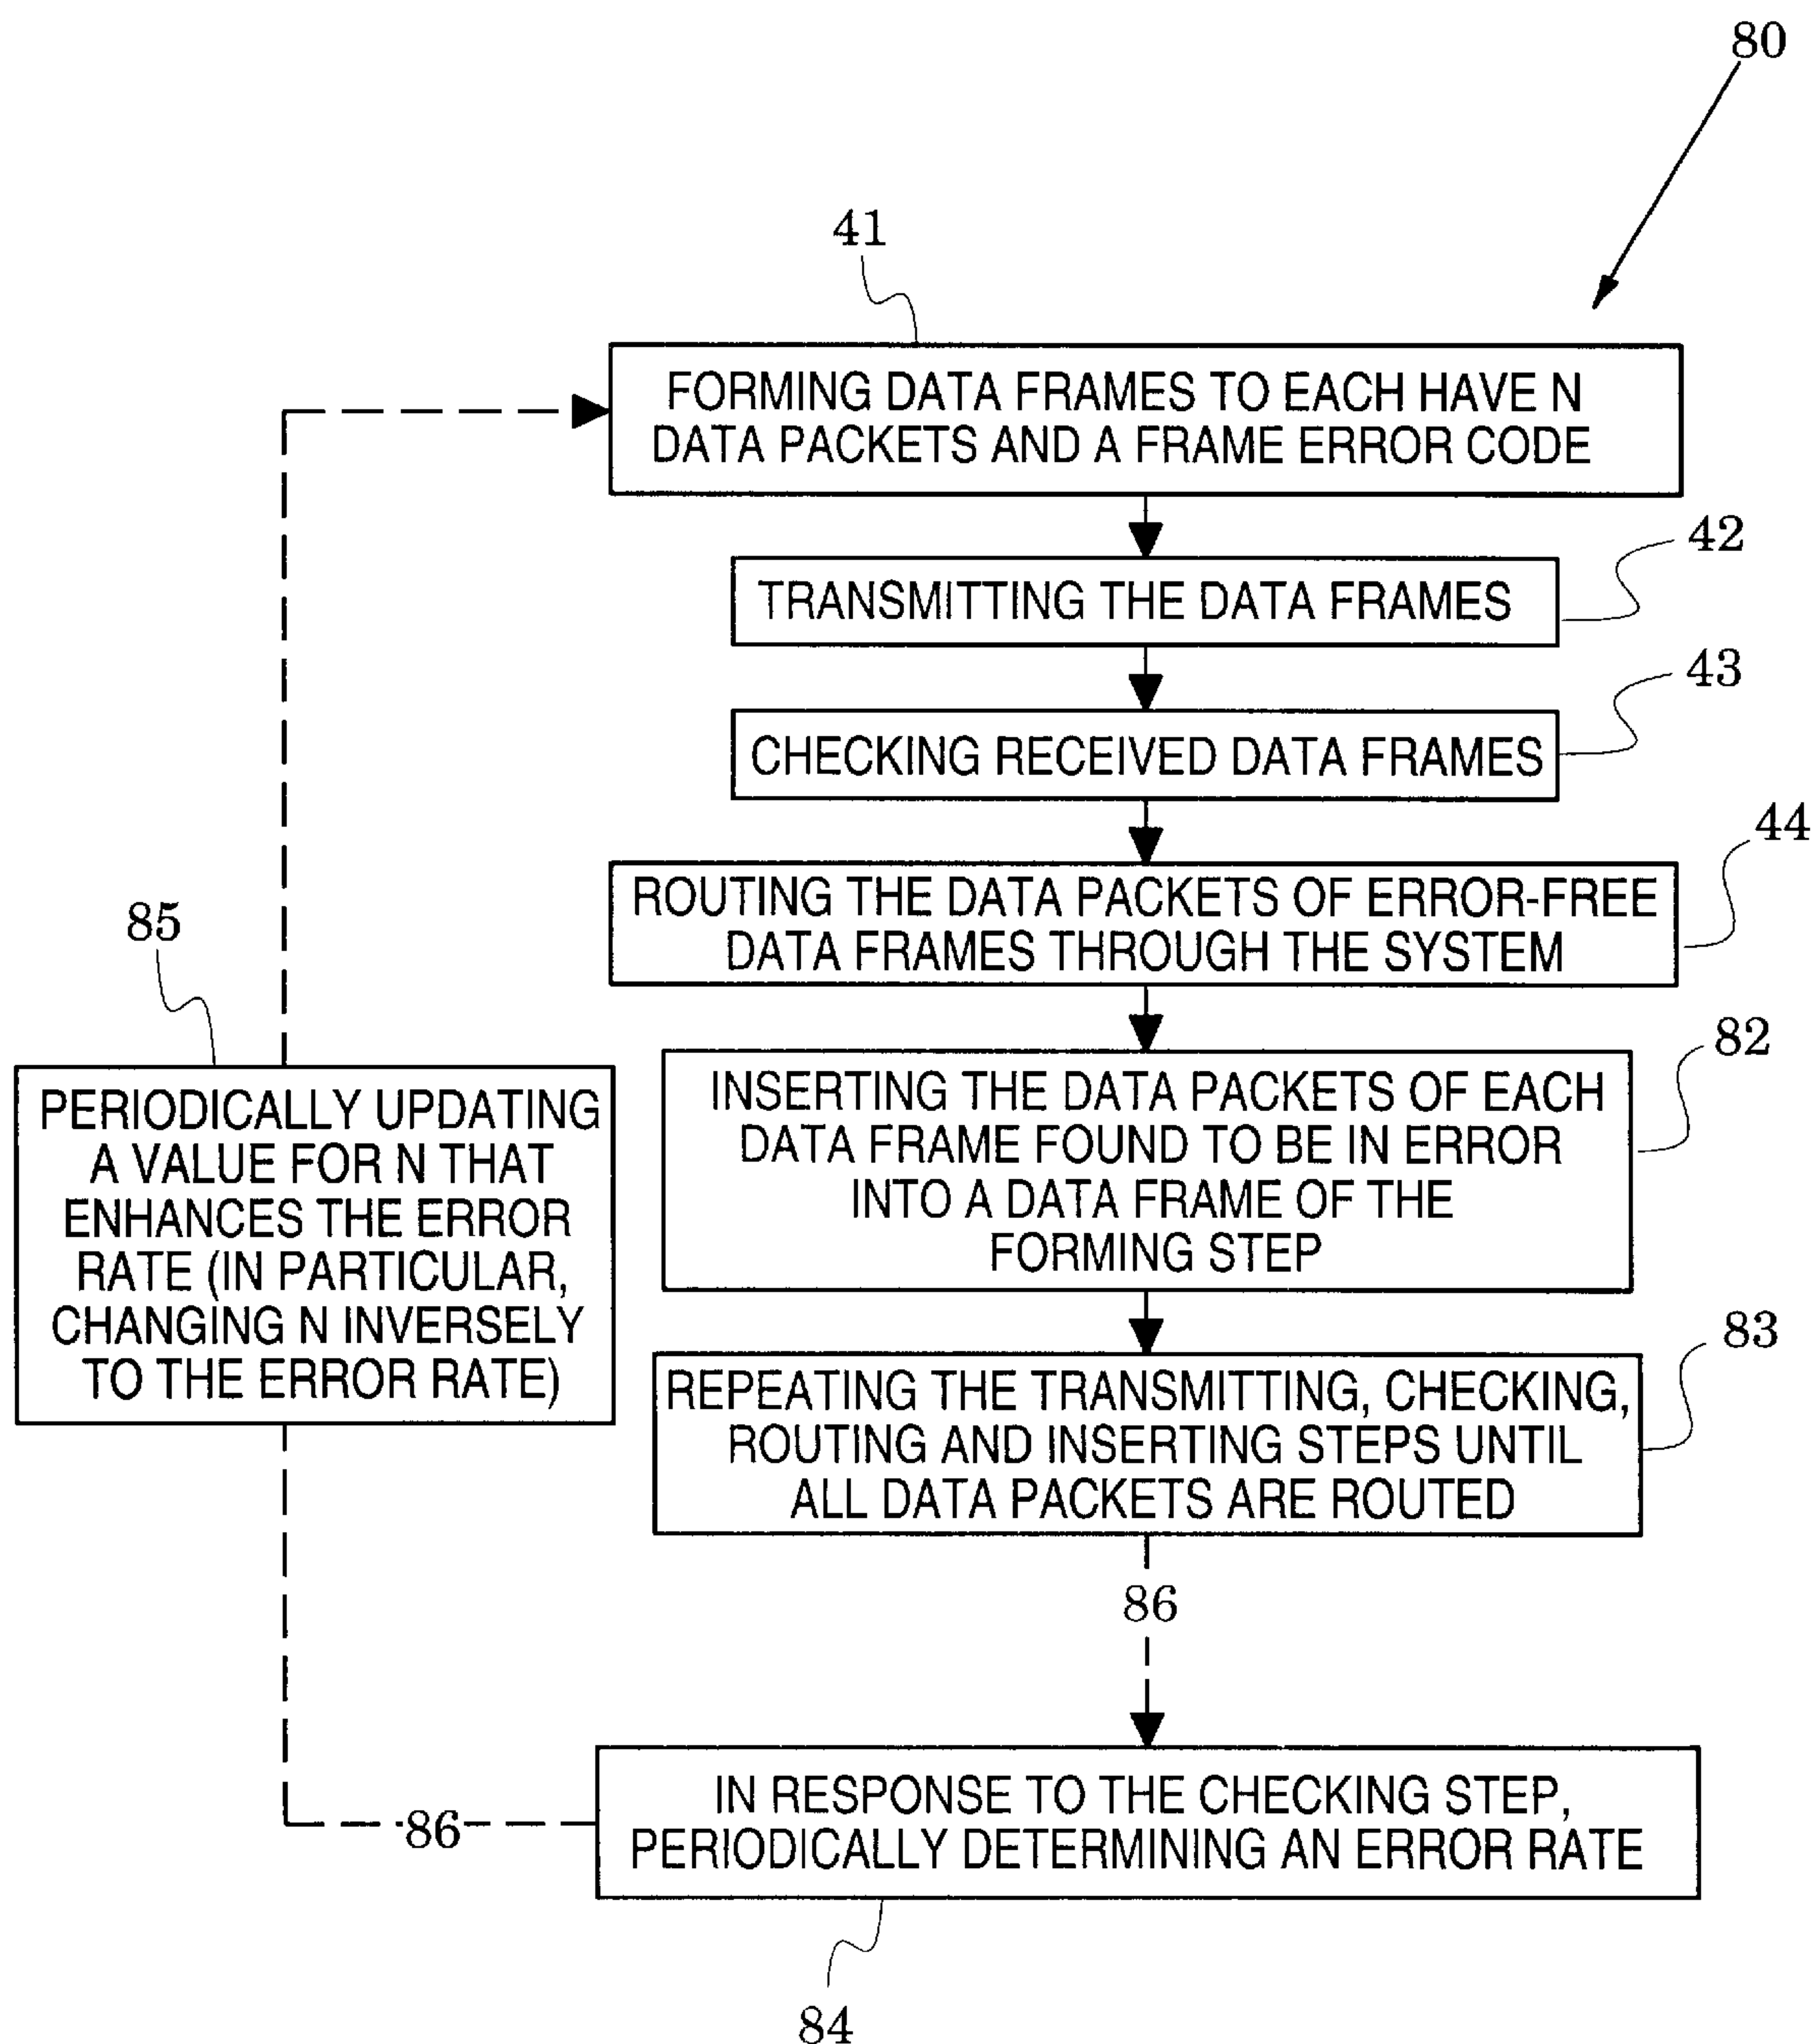 80
41
FORMING DATA FRAMES TO EACH HAVE N
DATA PACKETS AND A FRAME ERROR CODE
42
TRANSMITTING THE DATA FRAMES
43
CHECKING RECEIVED DATA FRAMES
44
ROUTING THE DATA PACKETS OF ERROR-FREE
DATA FRAMES THROUGH THE SYSTEM
82
INSERTING THE DATA PACKETS OF EACH
DATA FRAME FOUND TO BE IN ERROR
INTO A DATA FRAME OF THE
FORMING STEP
83
REPEATING THE TRANSMITTING, CHECKING,
ROUTING AND INSERTING STEPS UNTIL
ALL DATA PACKETS ARE ROUTED
86
IN RESPONSE TO THE CHECKING STEP,
PERIODICALLY DETERMINING AN ERROR RATE
84
86
85
PERIODICALLY UPDATING
A VALUE FOR N THAT
ENHANCES THE ERROR
RATE (IN PARTICULAR,
CHANGING N INVERSELY
TO THE ERROR RATE)